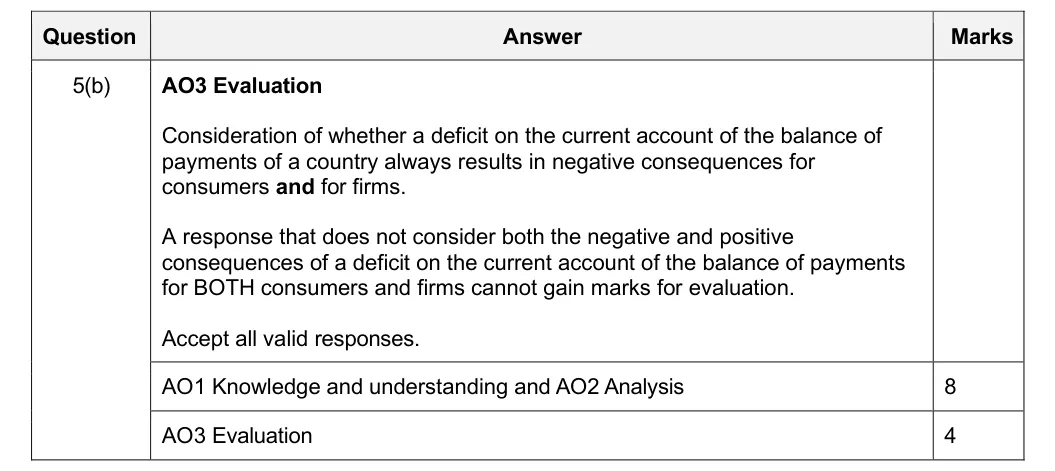 Question Answer Marks
5(b) AO3 Evaluation
Consideration of whether a deficit on the current account of the balance of
payments of a country always results in negative consequences for
consumers and for firms.
A response that does not consider both the negative and positive
consequences of a deficit on the current account of the balance of payments
for BOTH consumers and firms cannot gain marks for evaluation.
Accept all valid responses.
AO1 Knowledge and understanding and AO2 Analysis 8
AO3 Evaluation 4